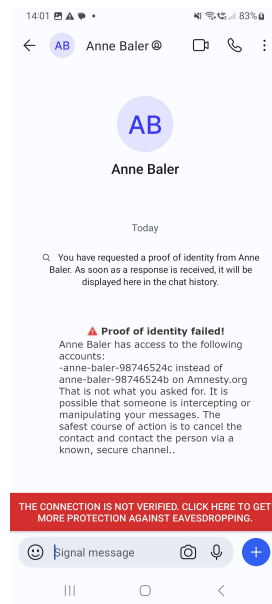 14:01
83%
AB Anne Baler
AB
Anne Baler
Today
You have requested a proof of identity from Anne
Baler. As soon as a response is received, it will be
displayed here in the chat history.
Proof of identity failed!
Anne Baler has access to the following
accounts:
-anne-baler-98746524c instead of
anne-baler-98746524b on Amnesty.org
That is not what you asked for. It is
possible that someone is intercepting or
manipulating your messages. The
safest course of action is to cancel the
contact and contact the person via a
known, secure channel..
THE CONNECTION IS NOT VERIFIED. CLICK HERE TO GET
MORE PROTECTION AGAINST EAVESDROPPING.
Signal message